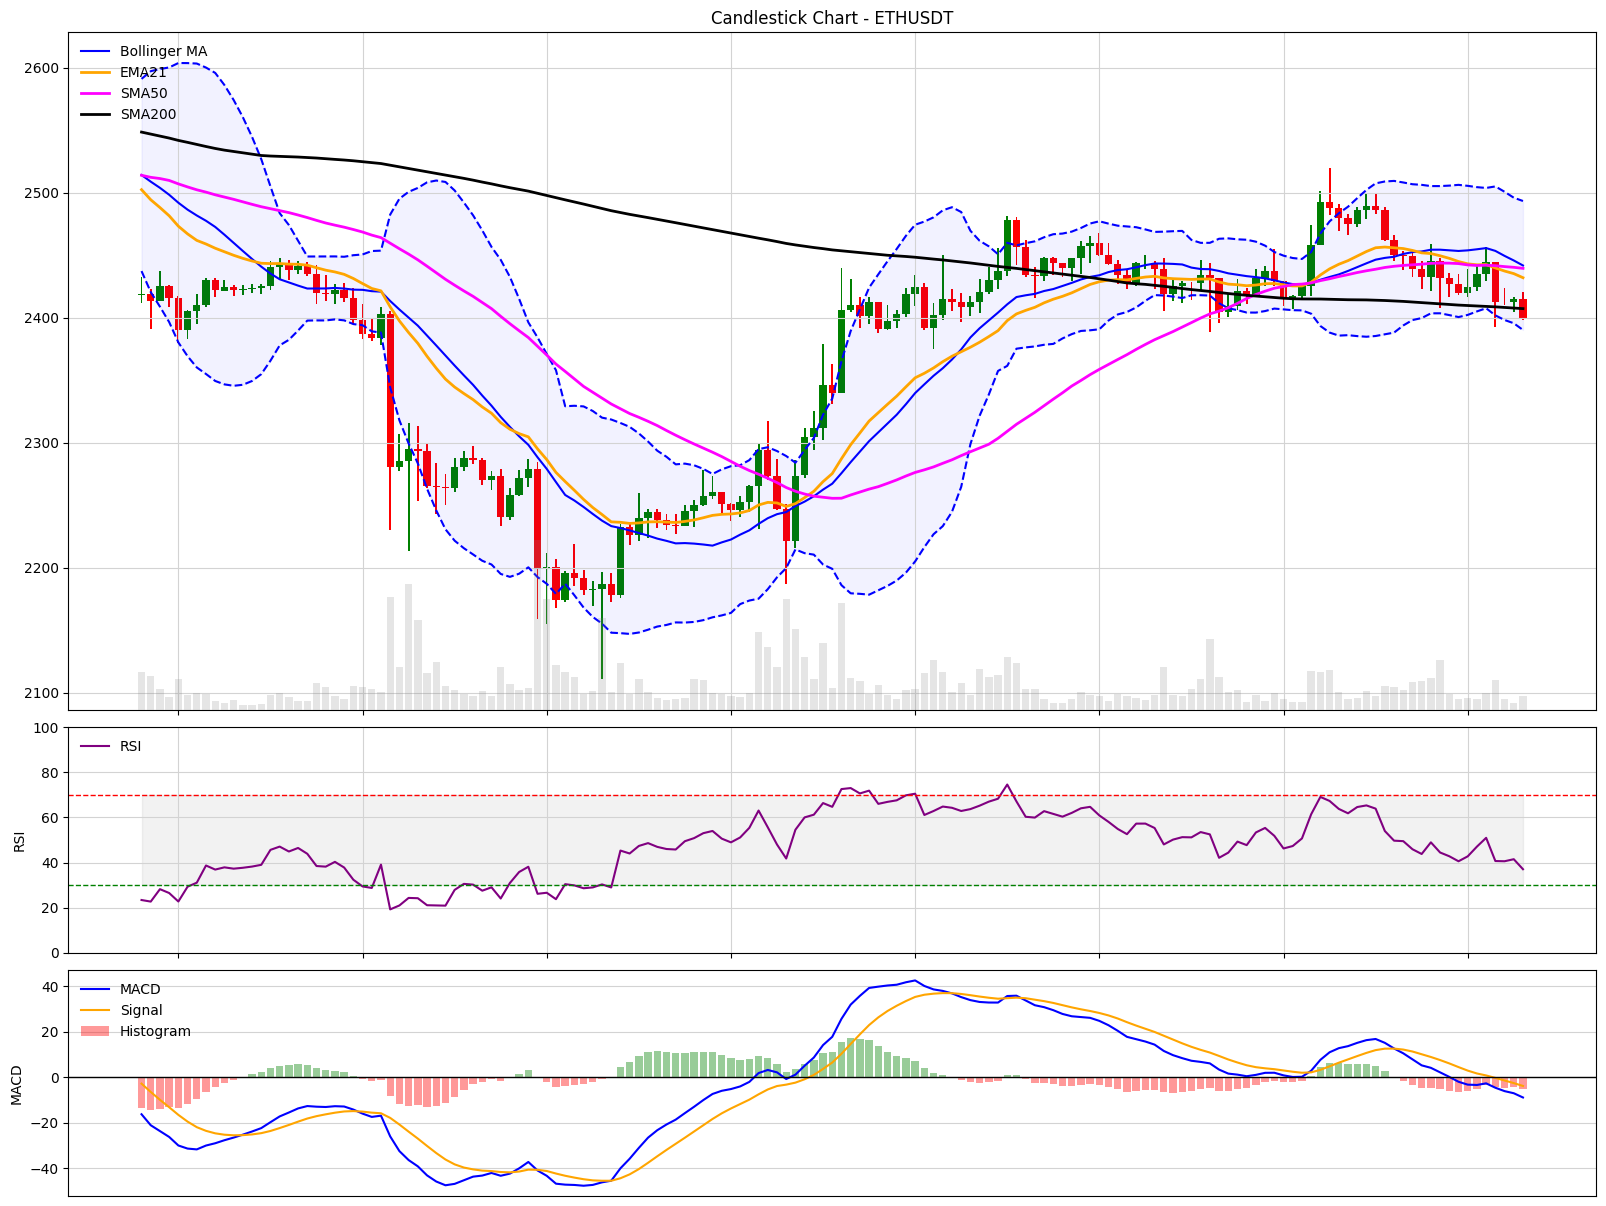 Candlestick Chart - ETHUSDT
Bollinger MA
EMA21
SMA50
SMA200
2600
2500
2400
2300
2200
2100
RSI
100
80
60
40
20
0
RSI
MACD
Signal
Histogram
40
20
0
−20
−40
MACD